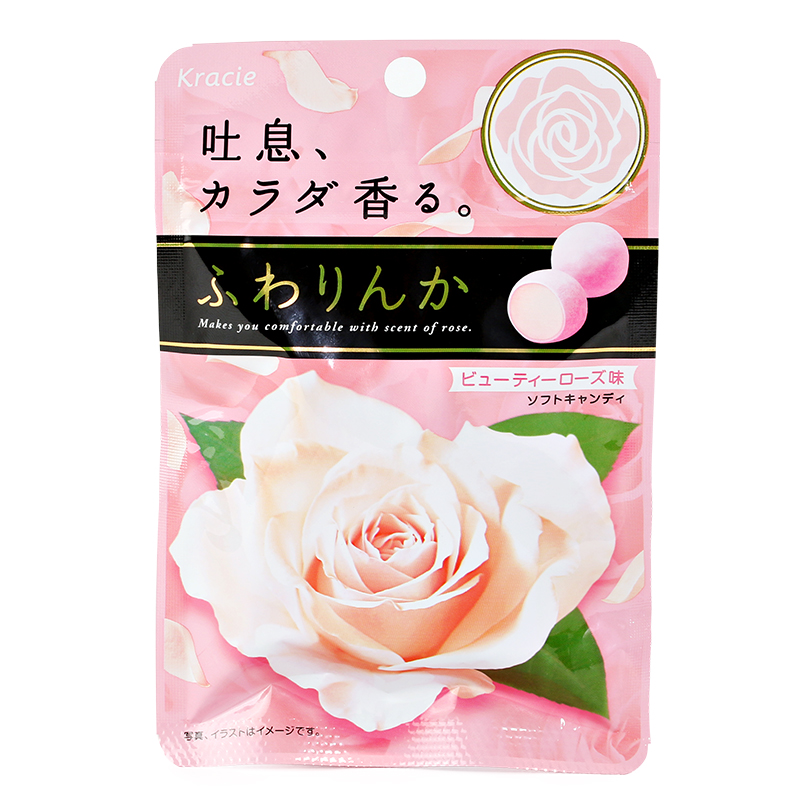 Kracie
吐息、
カラダ香る。
ふわりんか
Makes you comfortable with scent of rose.
ビューティーローズ味
ソフトキャンディ
写真、イラストはイメージです。